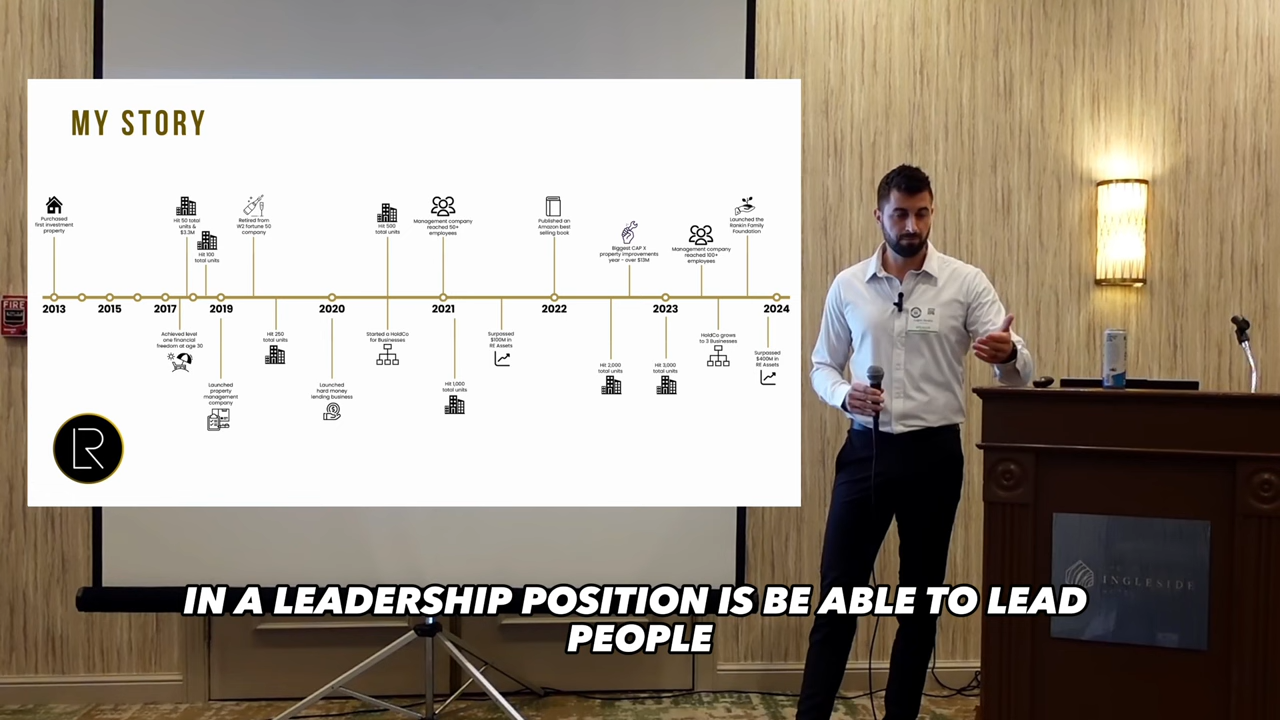 MY STORY
Purchased
first investment
property
Hit 50 total
units &
$3.3M
Hit 100
total units
Retired from
W2 fortune 50
company
Hit 500
total units
Management company
reached 50+
employees
Published an
Amazon best
selling book
Biggest CAP X
property improvements
year - over $13M
Management company
reached 100+
employees
Launched the
Rankin Family
Foundation
2013
2015
2017
2019
2020
2021
2022
2023
2024
FIRE
Achieved level
one financial
freedom at age 30
Launched
property
management
company
Hit 250
total units
Launched
hard money
lending business
Started a HoldCo
for Businesses
Hit 1,000
total units
Surpassed
$100M in
RE Assets
Hit 2,000
total units
Hit 3,000
total units
HoldCo grows
to 3 Businesses
Surpassed
$400M in
RE Assets
LR
INGLESIDE
IN A LEADERSHIP POSITION IS BE ABLE TO LEAD
PEOPLE